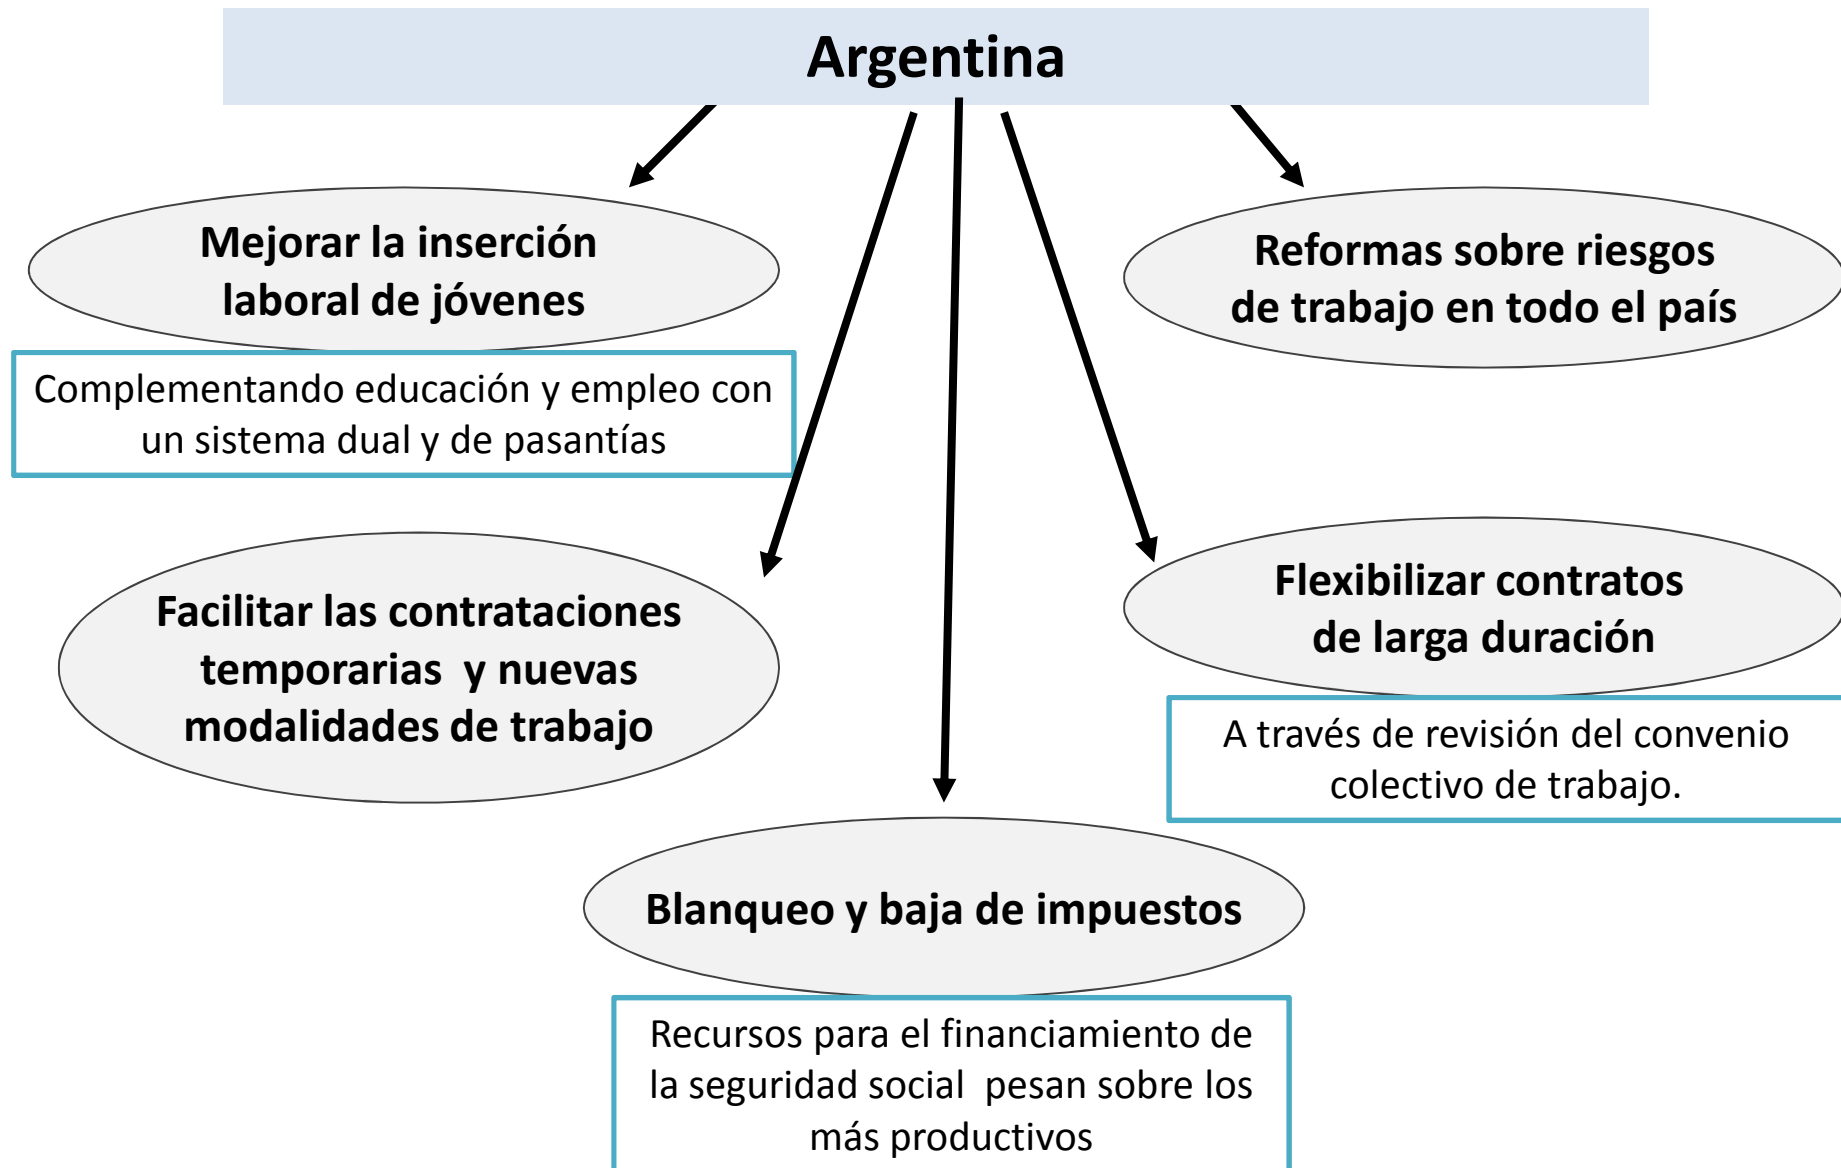 Argentina
Mejorar la inserción
laboral de jóvenes
Complementando educación y empleo con
un sistema dual y de pasantías
Reformas sobre riesgos
de trabajo en todo el país
Facilitar las contrataciones
temporarias y nuevas
modalidades de trabajo
Flexibilizar contratos
de larga duración
A través de revisión del convenio
colectivo de trabajo.
Blanqueo y baja de impuestos
Recursos para el financiamiento de
la seguridad social pesan sobre los
más productivos